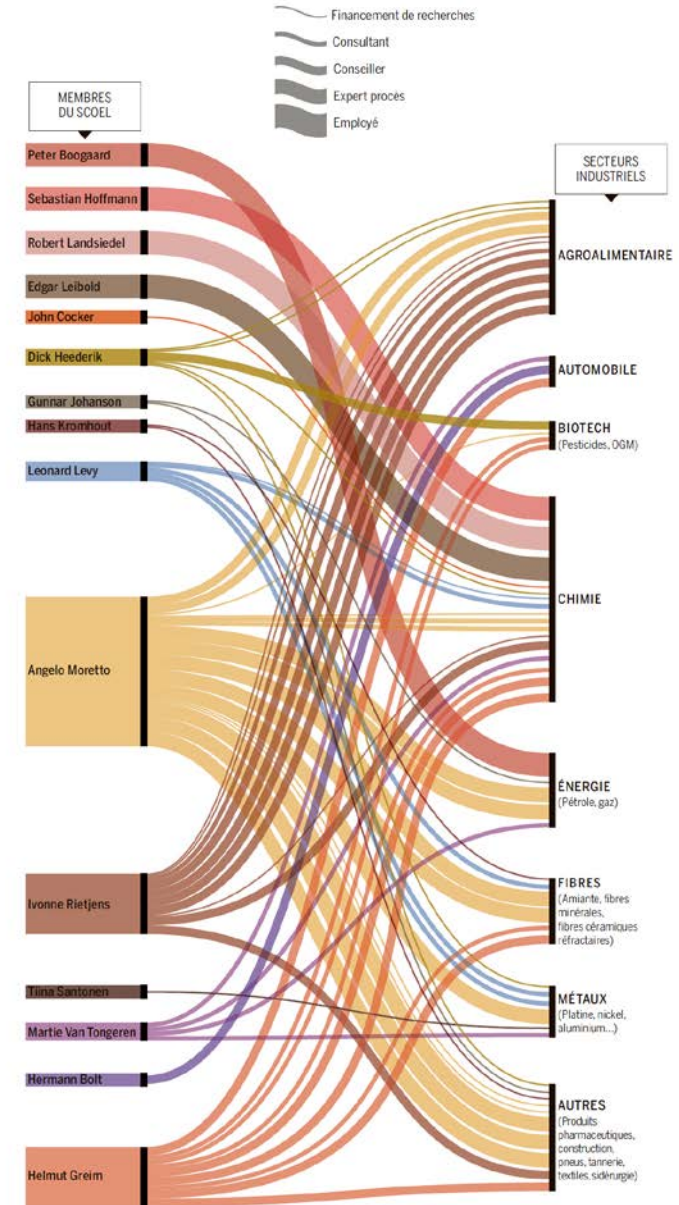 Financement de recherches
Consultant
Conseiller
Expert procès
Employé
MEMBRES
DU SCOEL
Peter Boogaard
Sebastian Hoffmann
Robert Landsiedel
Edgar Leibold
John Cocker
Dick Heederik
Gunnar Johanson
Hans Kromhout
Leonard Levy
Angelo Moretto
Ivonne Rietjens
Tiina Santonen
Martie Van Tongeren
Hermann Bolt
Helmut Greim
SECTEURS
INDUSTRIELS
AGROALIMENTAIRE
AUTOMOBILE
BIOTECH
(Pesticides, OGM)
CHIMIE
ÉNERGIE
(Pétrole, gaz)
FIBRES
(Amiante, fibres
minérales,
fibres céramiques
réfractaires)
MÉTAUX
(Platine, nickel,
aluminium...)
AUTRES
(Produits
pharmaceutiques,
construction,
pneus, tannerie,
textiles, sidérurgie)